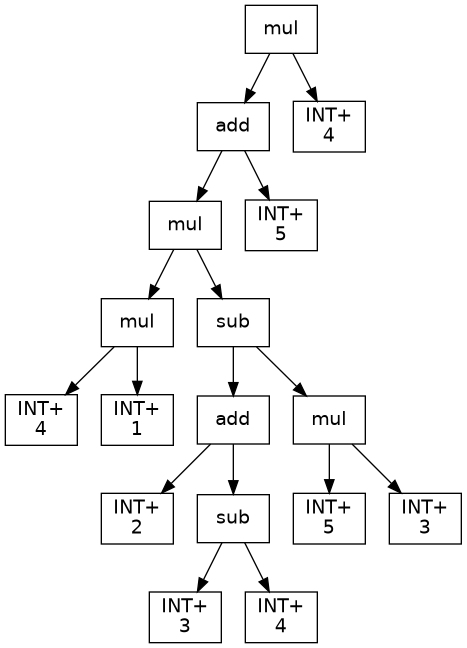 mul
add
INT+
4
mul
INT+
5
mul
sub
INT+
4
INT+
1
add
mul
INT+
2
sub
INT+
5
INT+
3
INT+
3
INT+
4